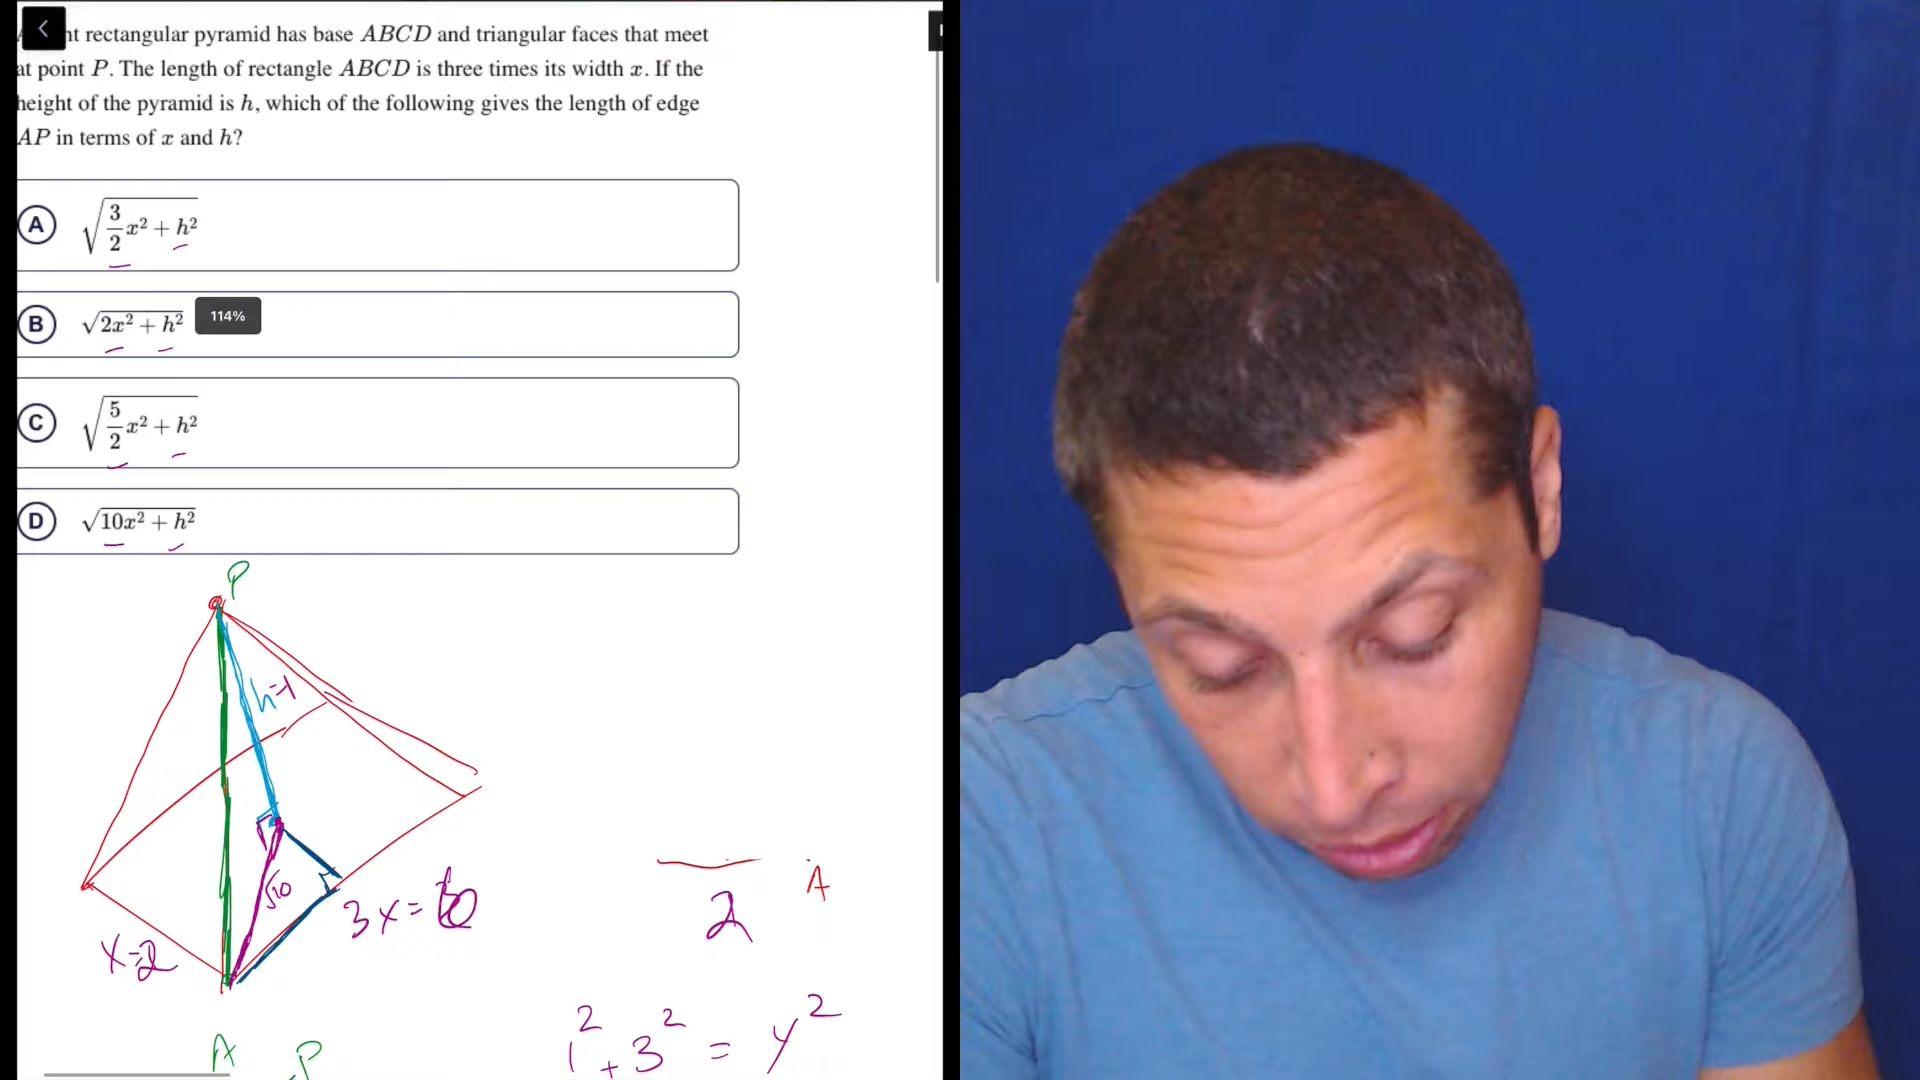 ht rectangular pyramid has base ABCD and triangular faces that meet
at point P. The length of rectangle ABCD is three times its width x. If the
height of the pyramid is h, which of the following gives the length of edge
AP in terms of x and h?
A √(3/2 x² + h²)
B √(2x² + h²)
114%
C √(5/2 x² + h²)
D √(10x² + h²)
P
h=1
√10
3x=6
x=2
A
P
2
A
1² + 3² = y²